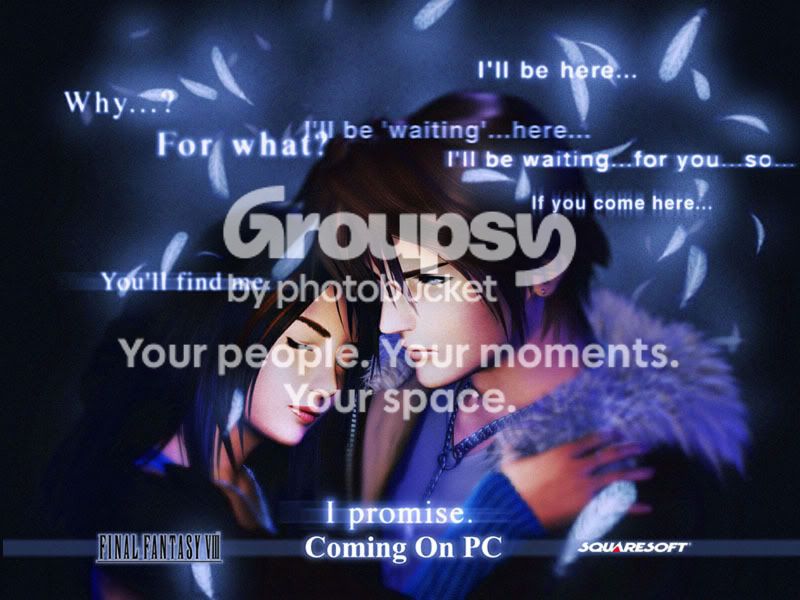 I'll be here...
Why...?
I'll be 'waiting'...here...
For what?
I'll be waiting...for you...so...
If you come here...
Groupsy
You'll find me.
by photobucket
Your people. Your moments.
Your space.
I promise.
FINAL FANTASY VIII
Coming On PC
SQUARESOFT